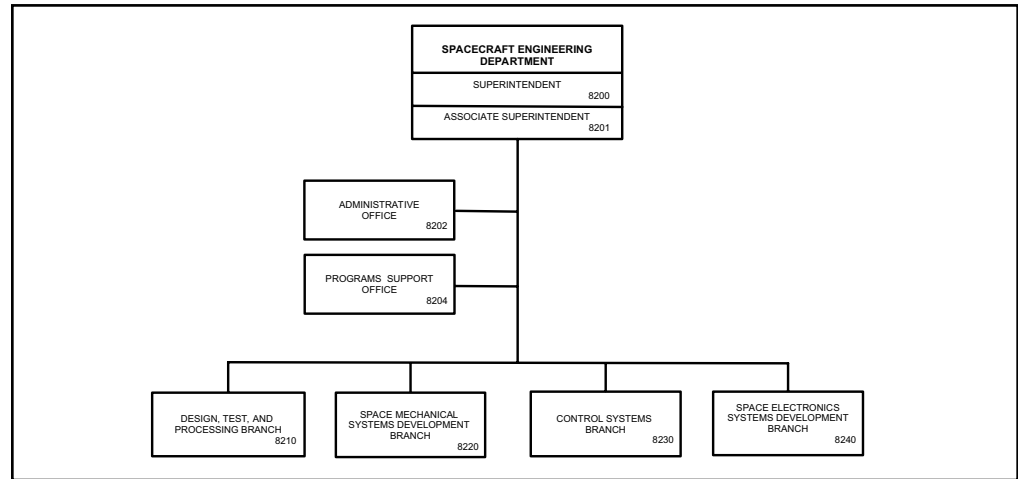 SPACECRAFT ENGINEERING
DEPARTMENT
SUPERINTENDENT
8200
ASSOCIATE SUPERINTENDENT
8201
ADMINISTRATIVE
OFFICE
8202
PROGRAMS SUPPORT
OFFICE
8204
DESIGN, TEST, AND
PROCESSING BRANCH
8210
SPACE MECHANICAL
SYSTEMS DEVELOPMENT
BRANCH
8220
CONTROL SYSTEMS
BRANCH
8230
SPACE ELECTRONICS
SYSTEMS DEVELOPMENT
BRANCH
8240